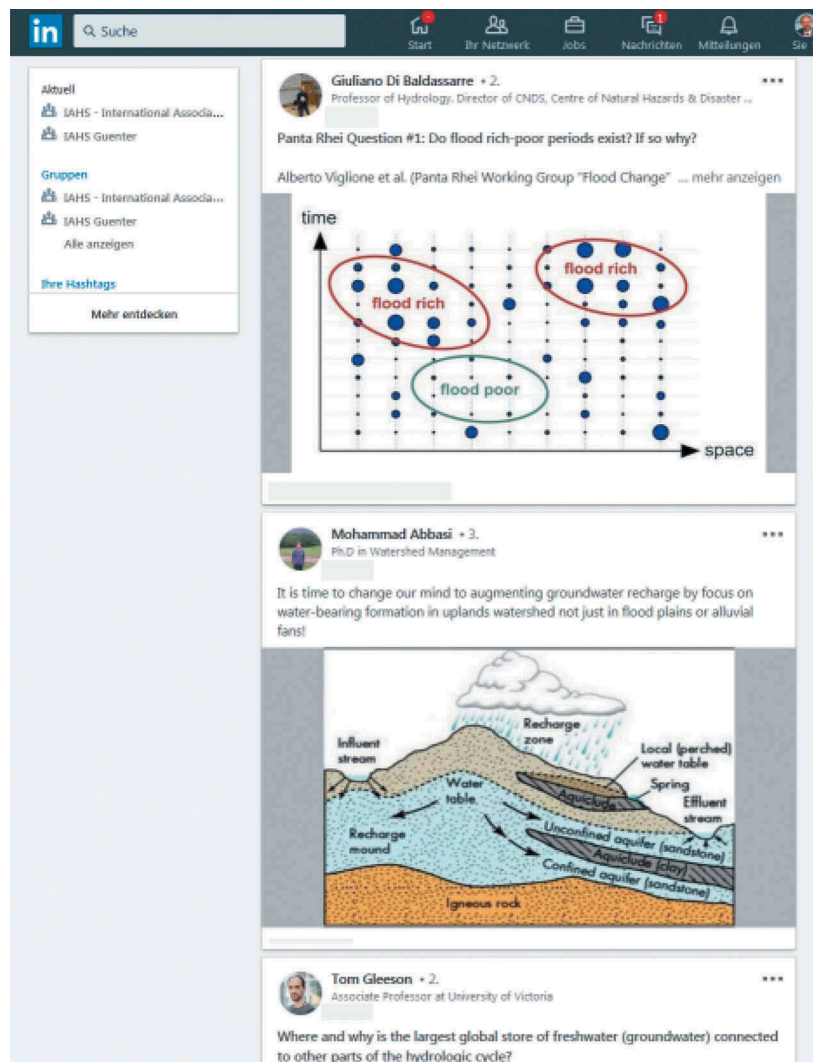 in Suche
Start Ihr Netzwerk Jobs Nachrichten 1 Mitteilungen Sie
Aktuell
IAHS - International Associa...
IAHS Guenter
Gruppen
IAHS - International Associa...
IAHS Guenter
Alle anzeigen
Ihre Hashtags
Mehr entdecken
Giuliano Di Baldassarre • 2.
Professor of Hydrology. Director of CNDS, Centre of Natural Hazards & Disaster ...
Panta Rhei Question #1: Do flood rich-poor periods exist? If so why?
Alberto Viglione et al. (Panta Rhei Working Group "Flood Change" ... mehr anzeigen
time
flood rich
flood rich
flood poor
space
Mohammad Abbasi • 3.
Ph.D in Watershed Management
It is time to change our mind to augmenting groundwater recharge by focus on
water-bearing formation in uplands watershed not just in flood plains or alluvial
fans!
Recharge
zone
Influent
stream
Local (perched)
water table
Spring
Aquiclude
Effluent
stream
Water
table
Unconfined aquifer (sandstone)
Recharge
mound
Aquiclude (clay)
Confined aquifer (sandstone)
Igneous rock
Tom Gleeson • 2.
Associate Professor at University of Victoria
Where and why is the largest global store of freshwater (groundwater) connected
to other parts of the hydrologic cycle?